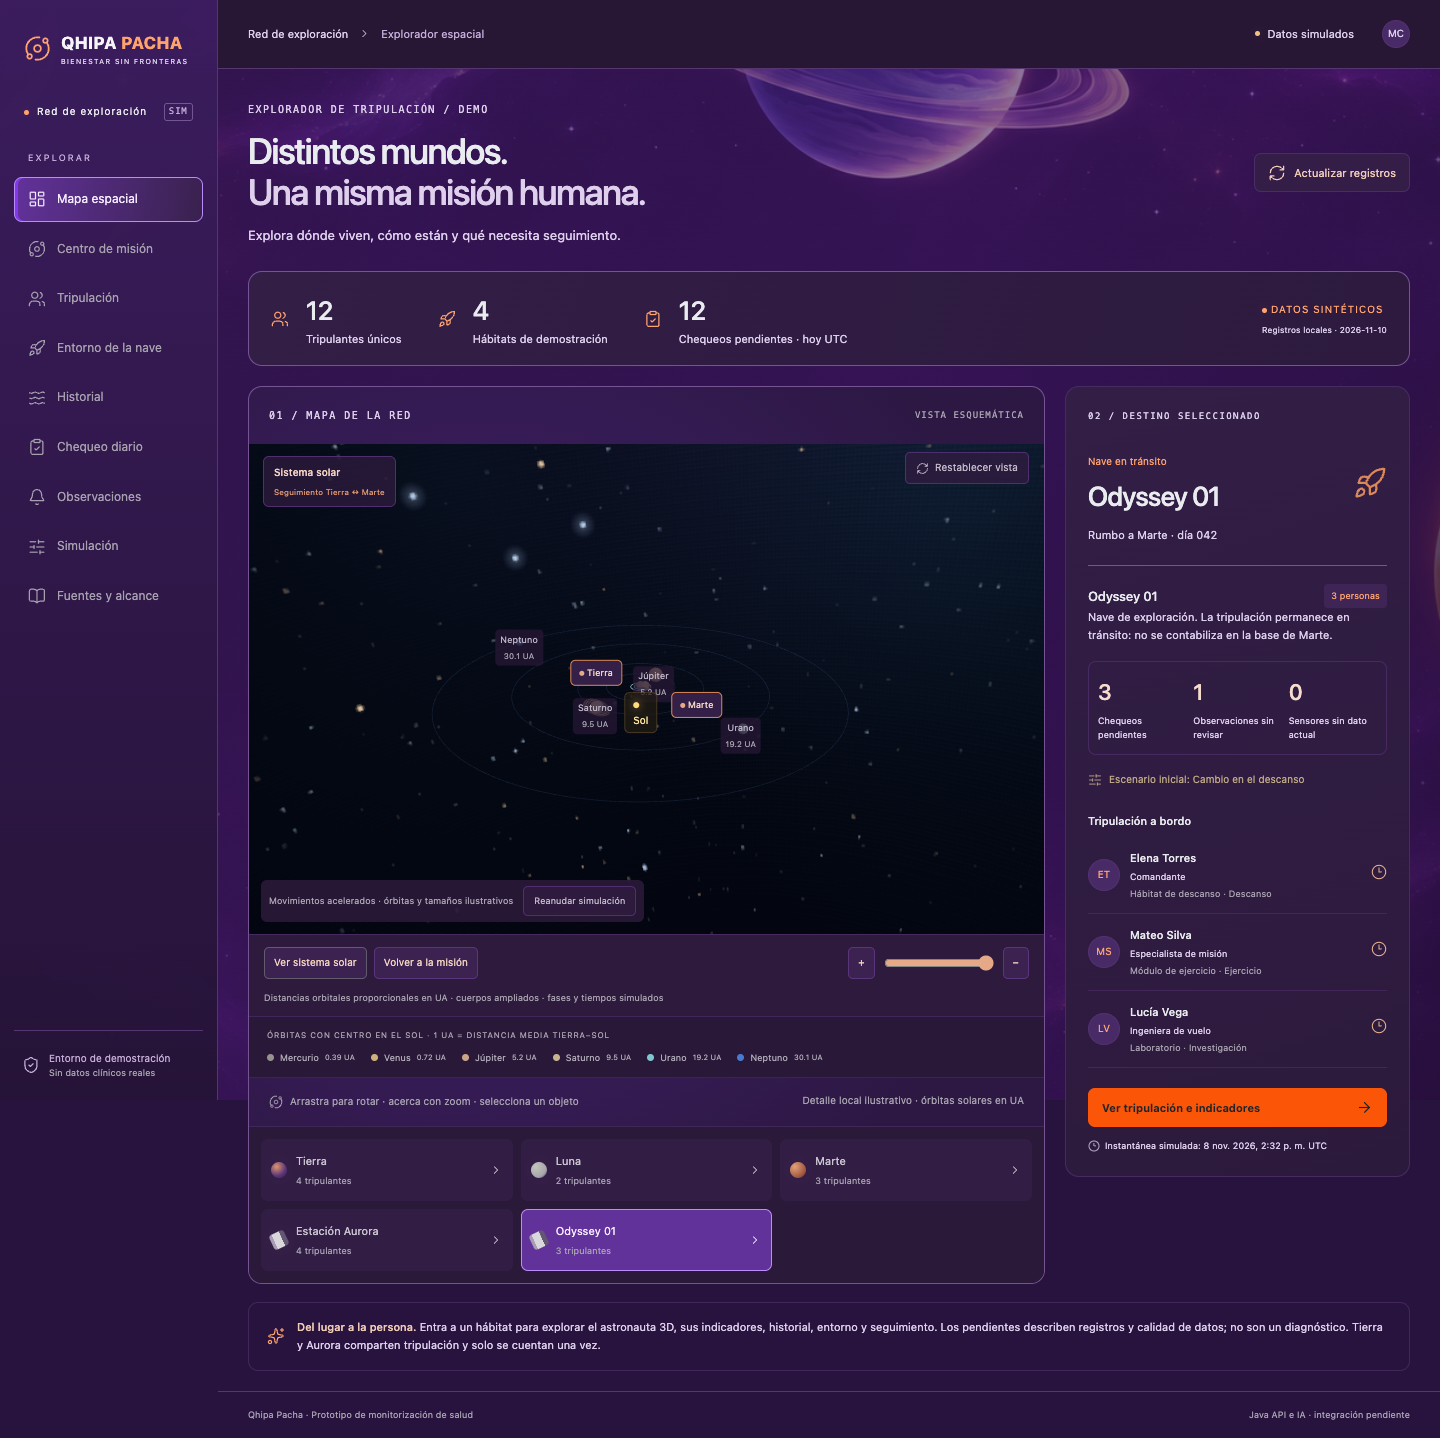 QHIPA PACHA
BIENESTAR SIN FRONTERAS
Red de exploración SIM
EXPLORAR
Mapa espacial
Centro de misión
Tripulación
Entorno de la nave
Historial
Chequeo diario
Observaciones
Simulación
Fuentes y alcance
Entorno de demostración
Sin datos clínicos reales
Red de exploración > Explorador espacial
Datos simulados MC
EXPLORADOR DE TRIPULACIÓN / DEMO
Distintos mundos.
Una misma misión humana.
Explora dónde viven, cómo están y qué necesita seguimiento.
Actualizar registros
12
Tripulantes únicos
4
Hábitats de demostración
12
Chequeos pendientes · hoy UTC
DATOS SINTÉTICOS
Registros locales · 2026-11-10
01 / MAPA DE LA RED
VISTA ESQUEMÁTICA
Sistema solar
Seguimiento Tierra ↔ Marte
Restablecer vista
Neptuno
30.1 UA
Tierra
Júpiter
5.2 UA
Saturno
9.5 UA
Sol
Marte
Urano
19.2 UA
Movimientos acelerados · órbitas y tamaños ilustrativos
Reanudar simulación
Ver sistema solar
Volver a la misión
+
−
Distancias orbitales proporcionales en UA · cuerpos ampliados · fases y tiempos simulados
ÓRBITAS CON CENTRO EN EL SOL · 1 UA = DISTANCIA MEDIA TIERRA–SOL
Mercurio 0.39 UA Venus 0.72 UA Júpiter 5.2 UA Saturno 9.5 UA Urano 19.2 UA Neptuno 30.1 UA
Arrastra para rotar · acerca con zoom · selecciona un objeto
Detalle local ilustrativo · órbitas solares en UA
Tierra
4 tripulantes
Luna
2 tripulantes
Marte
3 tripulantes
Estación Aurora
4 tripulantes
Odyssey 01
3 tripulantes
02 / DESTINO SELECCIONADO
Nave en tránsito
Odyssey 01
Rumbo a Marte · día 042
Odyssey 01
3 personas
Nave de exploración. La tripulación permanece en
tránsito: no se contabiliza en la base de Marte.
3
Chequeos
pendientes
1
Observaciones sin
revisar
0
Sensores sin dato
actual
Escenario inicial: Cambio en el descanso
Tripulación a bordo
ET
Elena Torres
Comandante
Hábitat de descanso · Descanso
MS
Mateo Silva
Especialista de misión
Módulo de ejercicio · Ejercicio
LV
Lucía Vega
Ingeniera de vuelo
Laboratorio · Investigación
Ver tripulación e indicadores
Instantánea simulada: 8 nov. 2026, 2:32 p. m. UTC
Del lugar a la persona. Entra a un hábitat para explorar el astronauta 3D, sus indicadores, historial, entorno y seguimiento. Los pendientes describen registros y calidad de datos; no son un diagnóstico. Tierra
y Aurora comparten tripulación y solo se cuentan una vez.
Qhipa Pacha · Prototipo de monitorización de salud
Java API e IA · integración pendiente